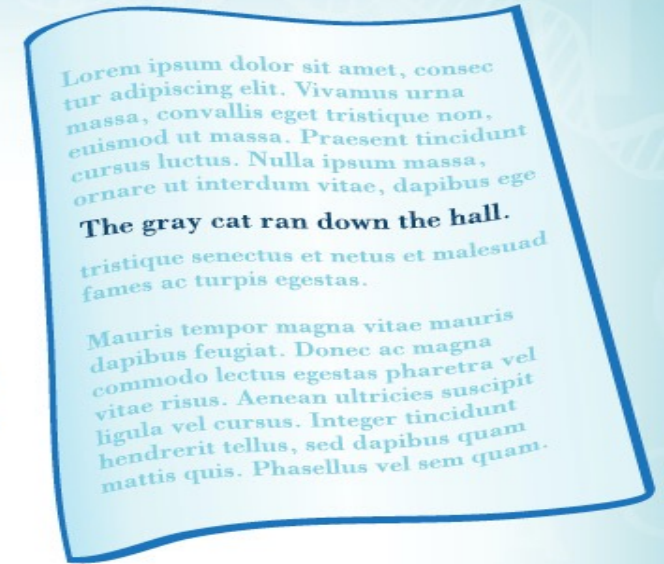 Lorem ipsum dolor sit amet, consec
tur adipiscing elit. Vivamus urna
massa, convallis eget tristique non,
euismod ut massa. Praesent tincidunt
cursus luctus. Nulla ipsum massa,
ornare ut interdum vitae, dapibus ege
The gray cat ran down the hall.
tristique senectus et netus et malesuad
fames ac turpis egestas.
Mauris tempor magna vitae mauris
dapibus feugiat. Donec ac magna
commodo lectus egestas pharetra vel
vitae risus. Aenean ultricies suscipit
ligula vel cursus. Integer tincidunt
hendrerit tellus, sed dapibus quam
mattis quis. Phasellus vel sem quam.